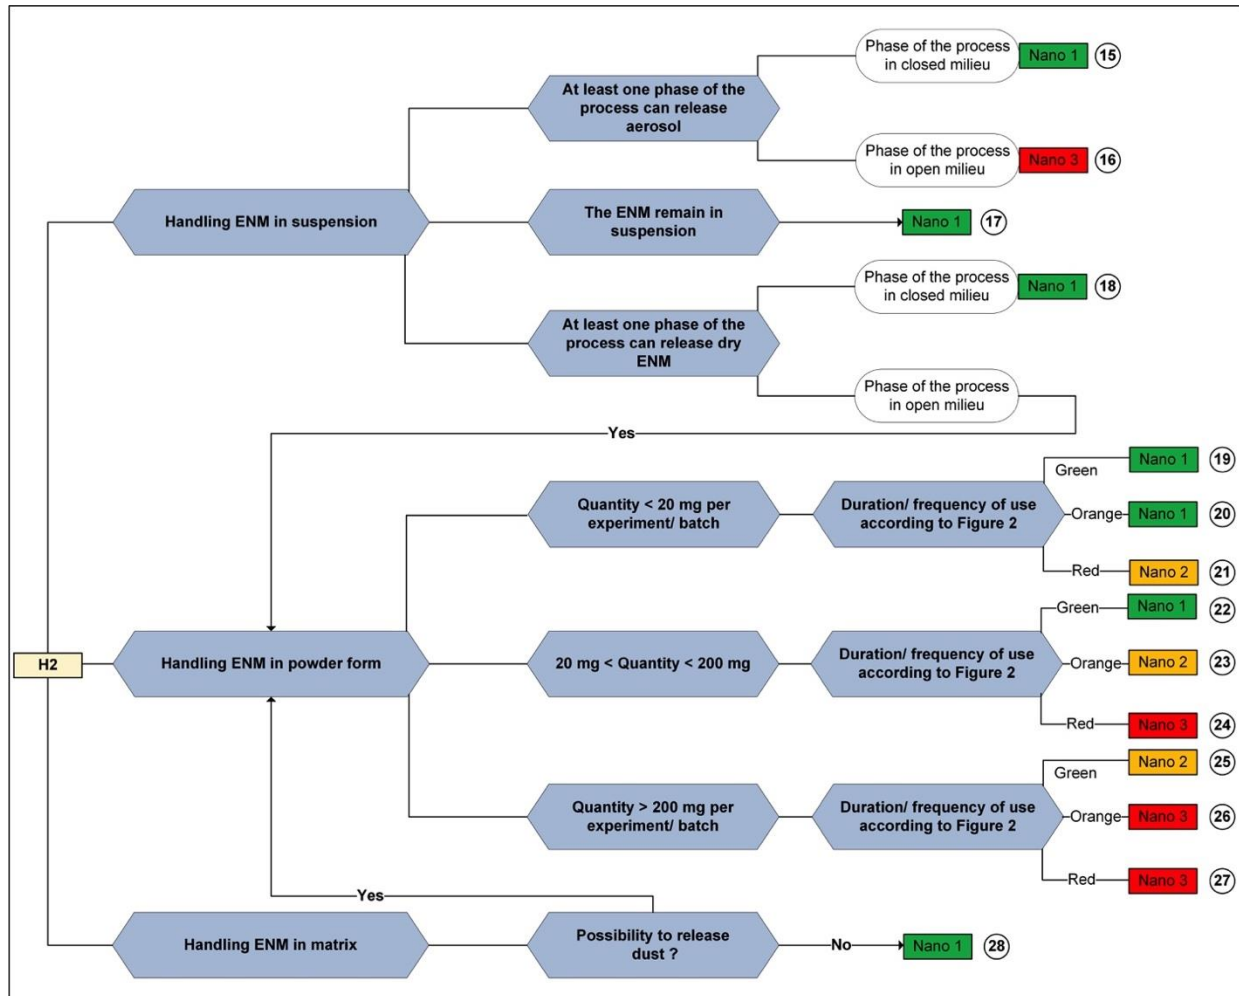 Phase of the process
in closed milieu
Nano 1
15
At least one phase of the
process can release
aerosol
Phase of the process
in open milieu
Nano 3
16
Handling ENM in suspension
The ENM remain in
suspension
Nano 1
17
Phase of the process
in closed milieu
Nano 1
18
At least one phase of the
process can release dry
ENM
Phase of the process
in open milieu
Yes
Quantity < 20 mg per
experiment/ batch
Duration/ frequency of use
according to Figure 2
Green
Nano 1
19
Orange
Nano 1
20
Red
Nano 2
21
H2
Handling ENM in powder form
20 mg < Quantity < 200 mg
Duration/ frequency of use
according to Figure 2
Green
Nano 1
22
Orange
Nano 2
23
Red
Nano 3
24
Quantity > 200 mg per
experiment/ batch
Duration/ frequency of use
according to Figure 2
Green
Nano 2
25
Orange
Nano 3
26
Red
Nano 3
27
Yes
Handling ENM in matrix
Possibility to release
dust ?
No
Nano 1
28